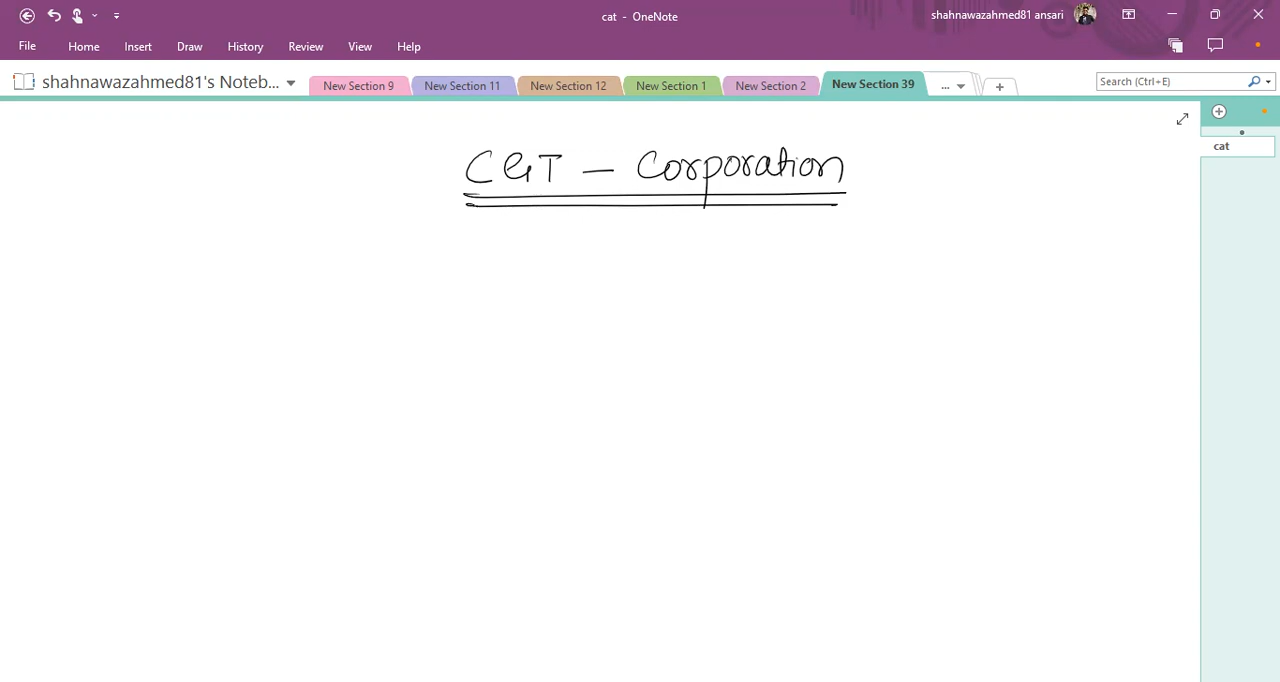 cat - OneNote
shahnawazahmed81 ansari
File Home Insert Draw History Review View Help
shahnawazahmed81's Noteb... New Section 9 New Section 11 New Section 12 New Section 1 New Section 2 New Section 39 ... + Search (Ctrl+E)
cat
CGT – Corporation